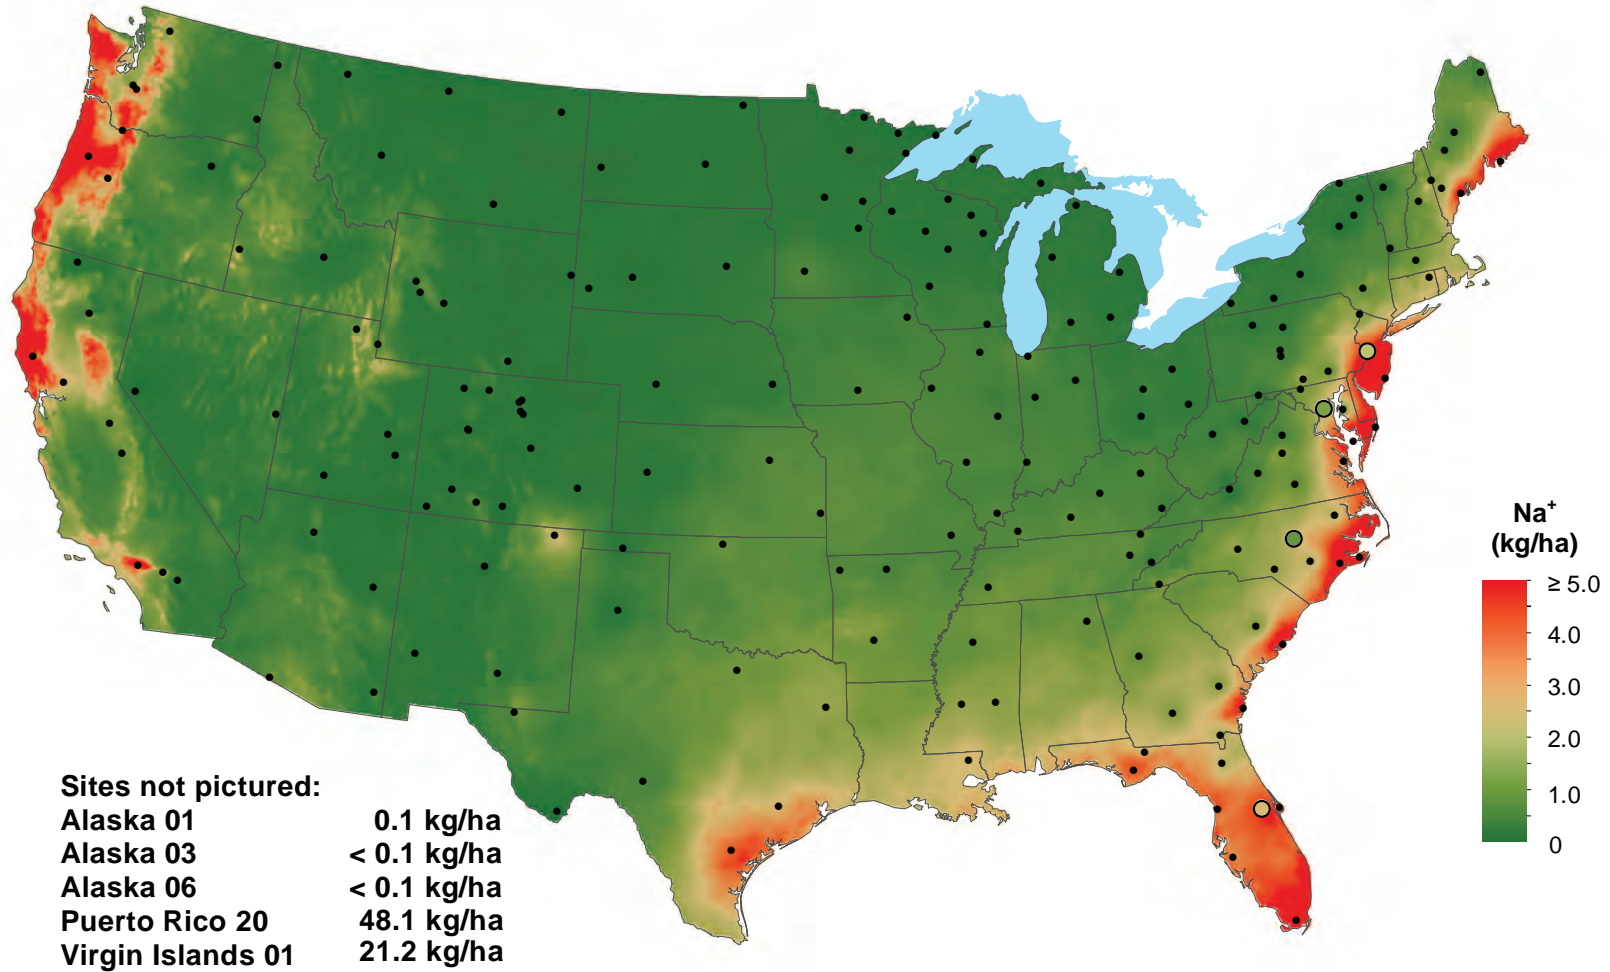 Na+
(kg/ha)
≥ 5.0
4.0
3.0
2.0
1.0
0
Sites not pictured:
Alaska 01 0.1 kg/ha
Alaska 03 < 0.1 kg/ha
Alaska 06 < 0.1 kg/ha
Puerto Rico 20 48.1 kg/ha
Virgin Islands 01 21.2 kg/ha